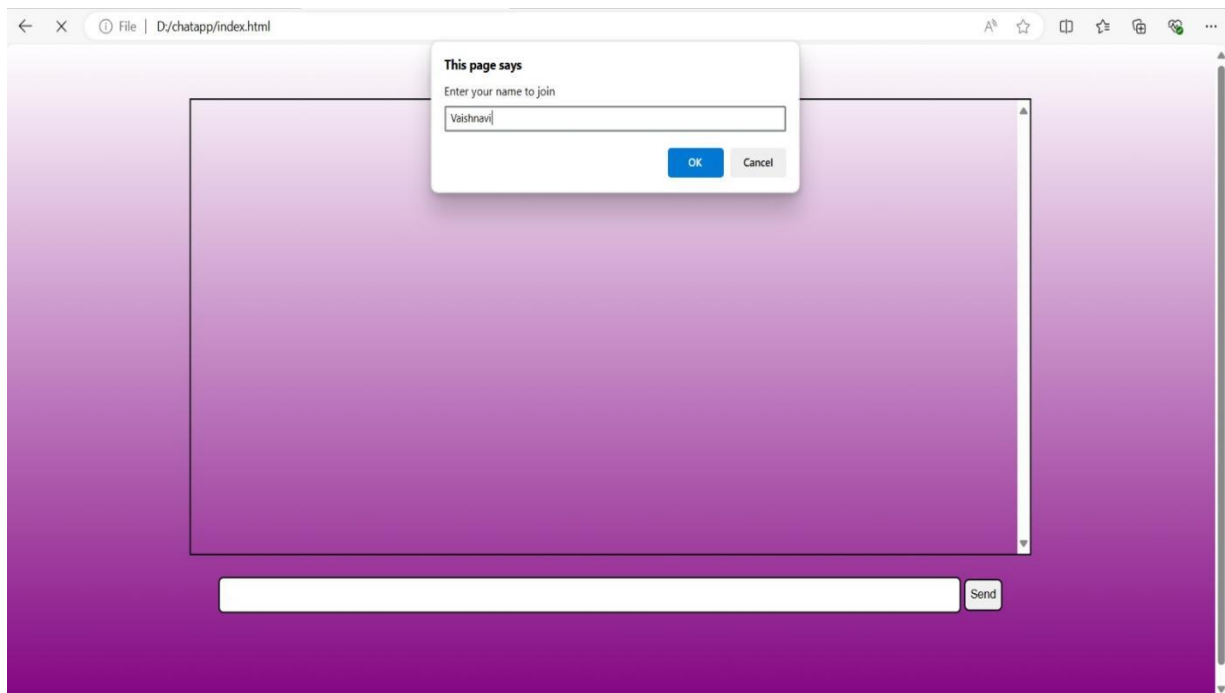 File | D:/chatapp/index.html
This page says
Enter your name to join
Vaishnavi
OK Cancel
Send